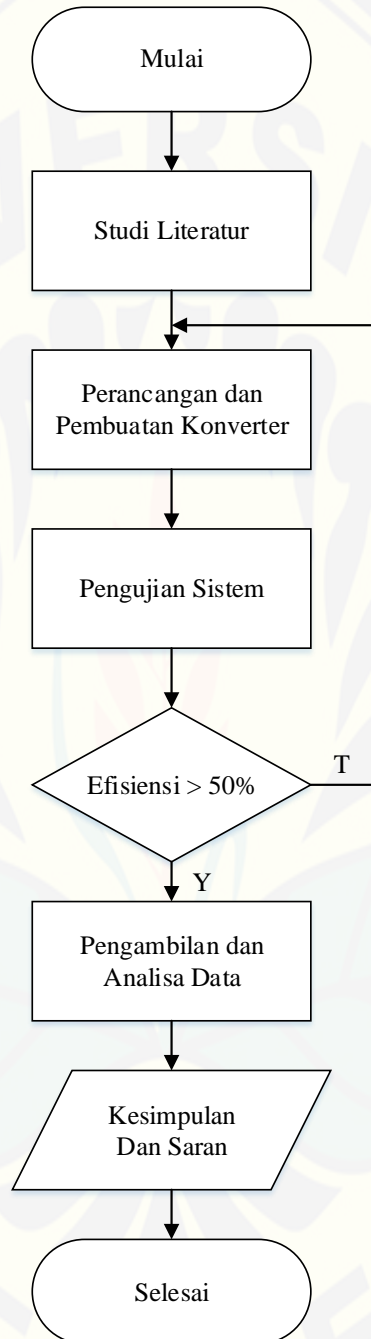 Mulai
Studi Literatur
Perancangan dan
Pembuatan Konverter
Pengujian Sistem
Efisiensi > 50%
T
Y
Pengambilan dan
Analisa Data
Kesimpulan
Dan Saran
Selesai